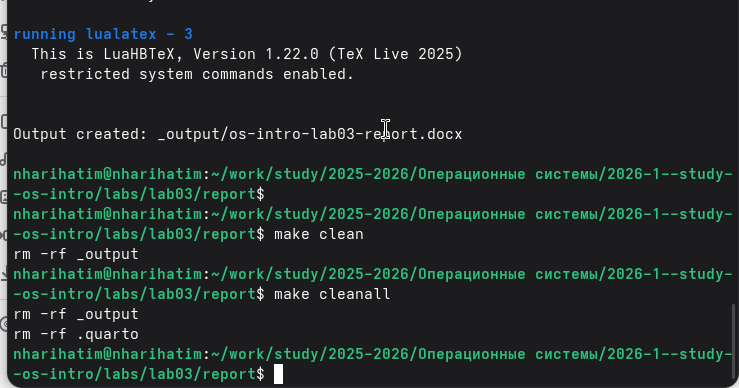 running lualatex - 3
This is LuaHBTeX, Version 1.22.0 (TeX Live 2025)
restricted system commands enabled.
Output created: _output/os-intro-lab03-report.docx
nharihatim@nharihatim:~/work/study/2025-2026/Операционные системы/2026-1--study-
-os-intro/labs/lab03/report$
nharihatim@nharihatim:~/work/study/2025-2026/Операционные системы/2026-1--study-
-os-intro/labs/lab03/report$ make clean
rm -rf _output
nharihatim@nharihatim:~/work/study/2025-2026/Операционные системы/2026-1--study-
-os-intro/labs/lab03/report$ make cleanall
rm -rf _output
rm -rf .quarto
nharihatim@nharihatim:~/work/study/2025-2026/Операционные системы/2026-1--study-
-os-intro/labs/lab03/report$